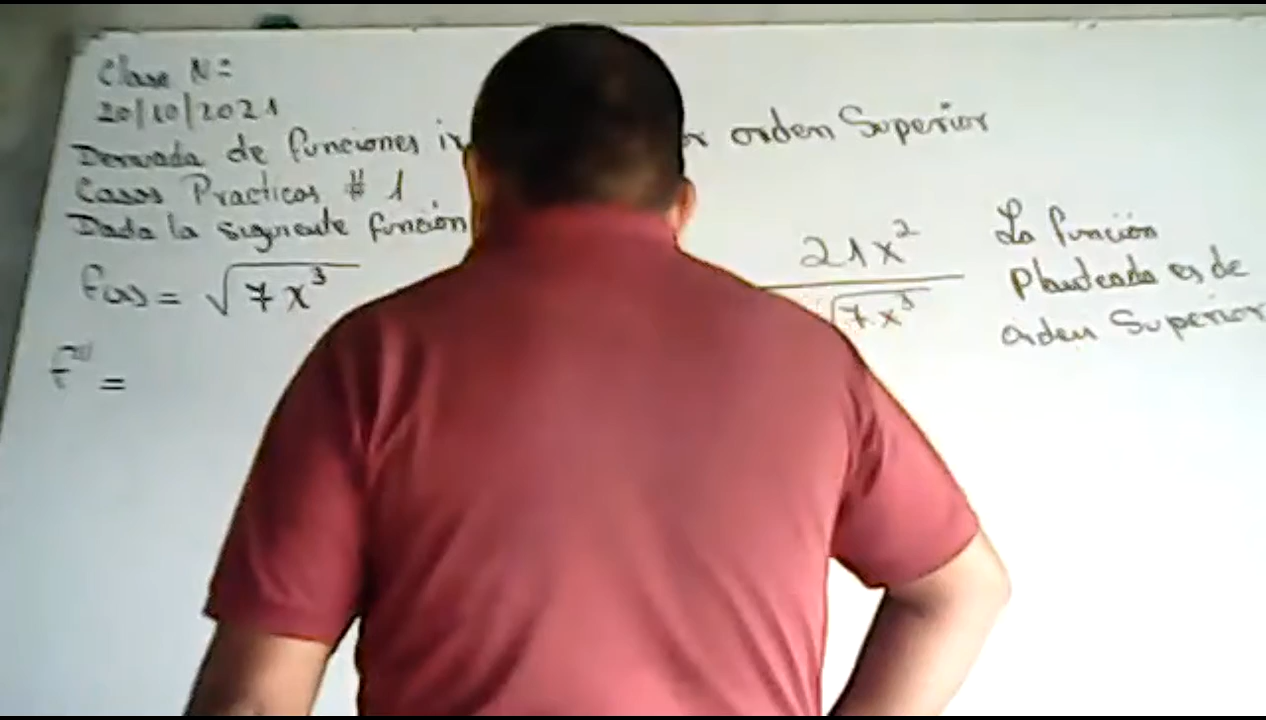 Clase N=
20/10/2021
Derivada de funciones ir r orden Superior
Casos Practicos # 1
Dada la siguiente función
f(x) = √7x³ 21x² / √7x³
f''' =
La función
planteada es de
orden Superior